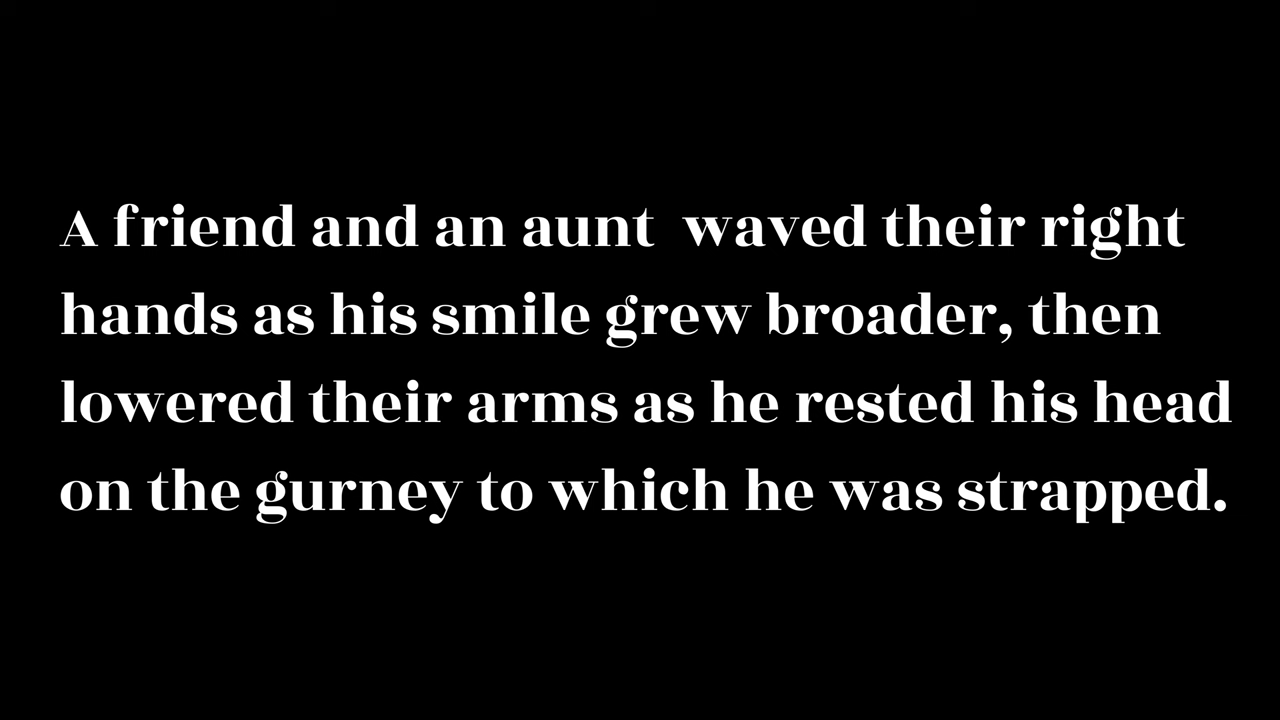 A friend and an aunt  waved their right
hands as his smile grew broader, then
lowered their arms as he rested his head
on the gurney to which he was strapped.